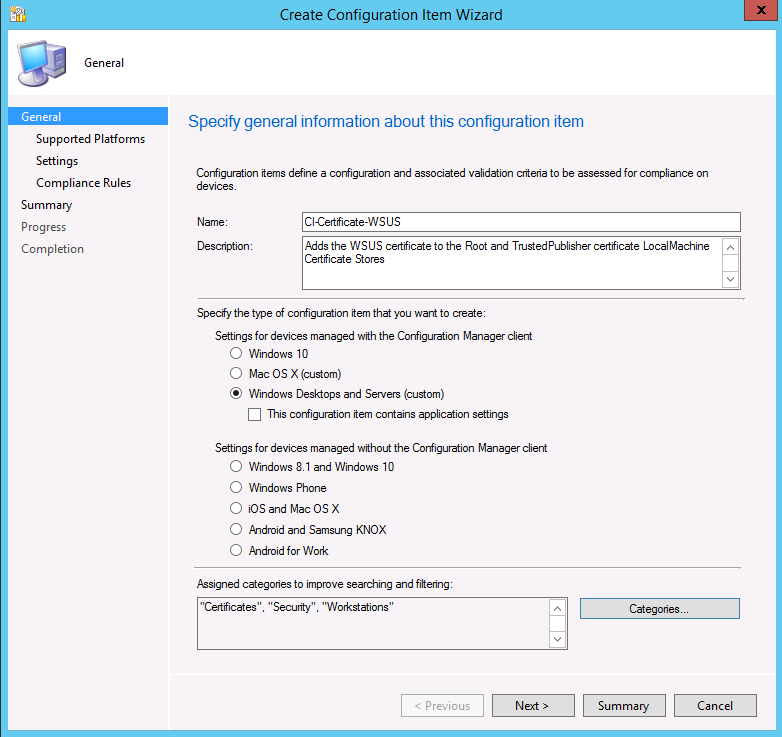 Create Configuration Item Wizard
x
General
General
Supported Platforms
Settings
Compliance Rules
Summary
Progress
Completion
Specify general information about this configuration item
Configuration items define a configuration and associated validation criteria to be assessed for compliance on
devices.
Name:
CI-Certificate-WSUS
Description:
Adds the WSUS certificate to the Root and TrustedPublisher certificate LocalMachine
Certificate Stores
Specify the type of configuration item that you want to create:
Settings for devices managed with the Configuration Manager client
Windows 10
Mac OS X (custom)
Windows Desktops and Servers (custom)
This configuration item contains application settings
Settings for devices managed without the Configuration Manager client
Windows 8.1 and Windows 10
Windows Phone
iOS and Mac OS X
Android and Samsung KNOX
Android for Work
Assigned categories to improve searching and filtering:
"Certificates", "Security", "Workstations"
Categories...
< Previous
Next >
Summary
Cancel